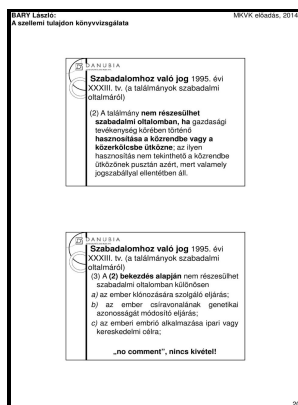 BARY László:
A szellemi tulajdon könyvvizsgálata
MKVK előadás, 2014
DANUBIA
Szabadalomhoz való jog 1995. évi
XXXIII. tv. (a találmányok szabadalmi
oltalmáról)
(2) A találmány nem részesülhet
szabadalmi oltalomban, ha gazdasági
tevékenység körében történő
hasznosítása a közrendbe vagy a
közerkölcsbe ütközne; az ilyen
hasznosítás nem tekinthető a közrendbe
ütközőnek pusztán azért, mert valamely
jogszabállyal ellentétben áll.
DANUBIA
Szabadalomhoz való jog 1995. évi
XXXIII. tv. (a találmányok szabadalmi
oltalmáról)
(3) A (2) bekezdés alapján nem részesülhet
szabadalmi oltalomban különösen
a) az ember klónozására szolgáló eljárás;
b) az ember csíravonalának genetikai
azonosságát módosító eljárás;
c) az emberi embrió alkalmazása ipari vagy
kereskedelmi célra;
„no comment”, nincs kivétel!